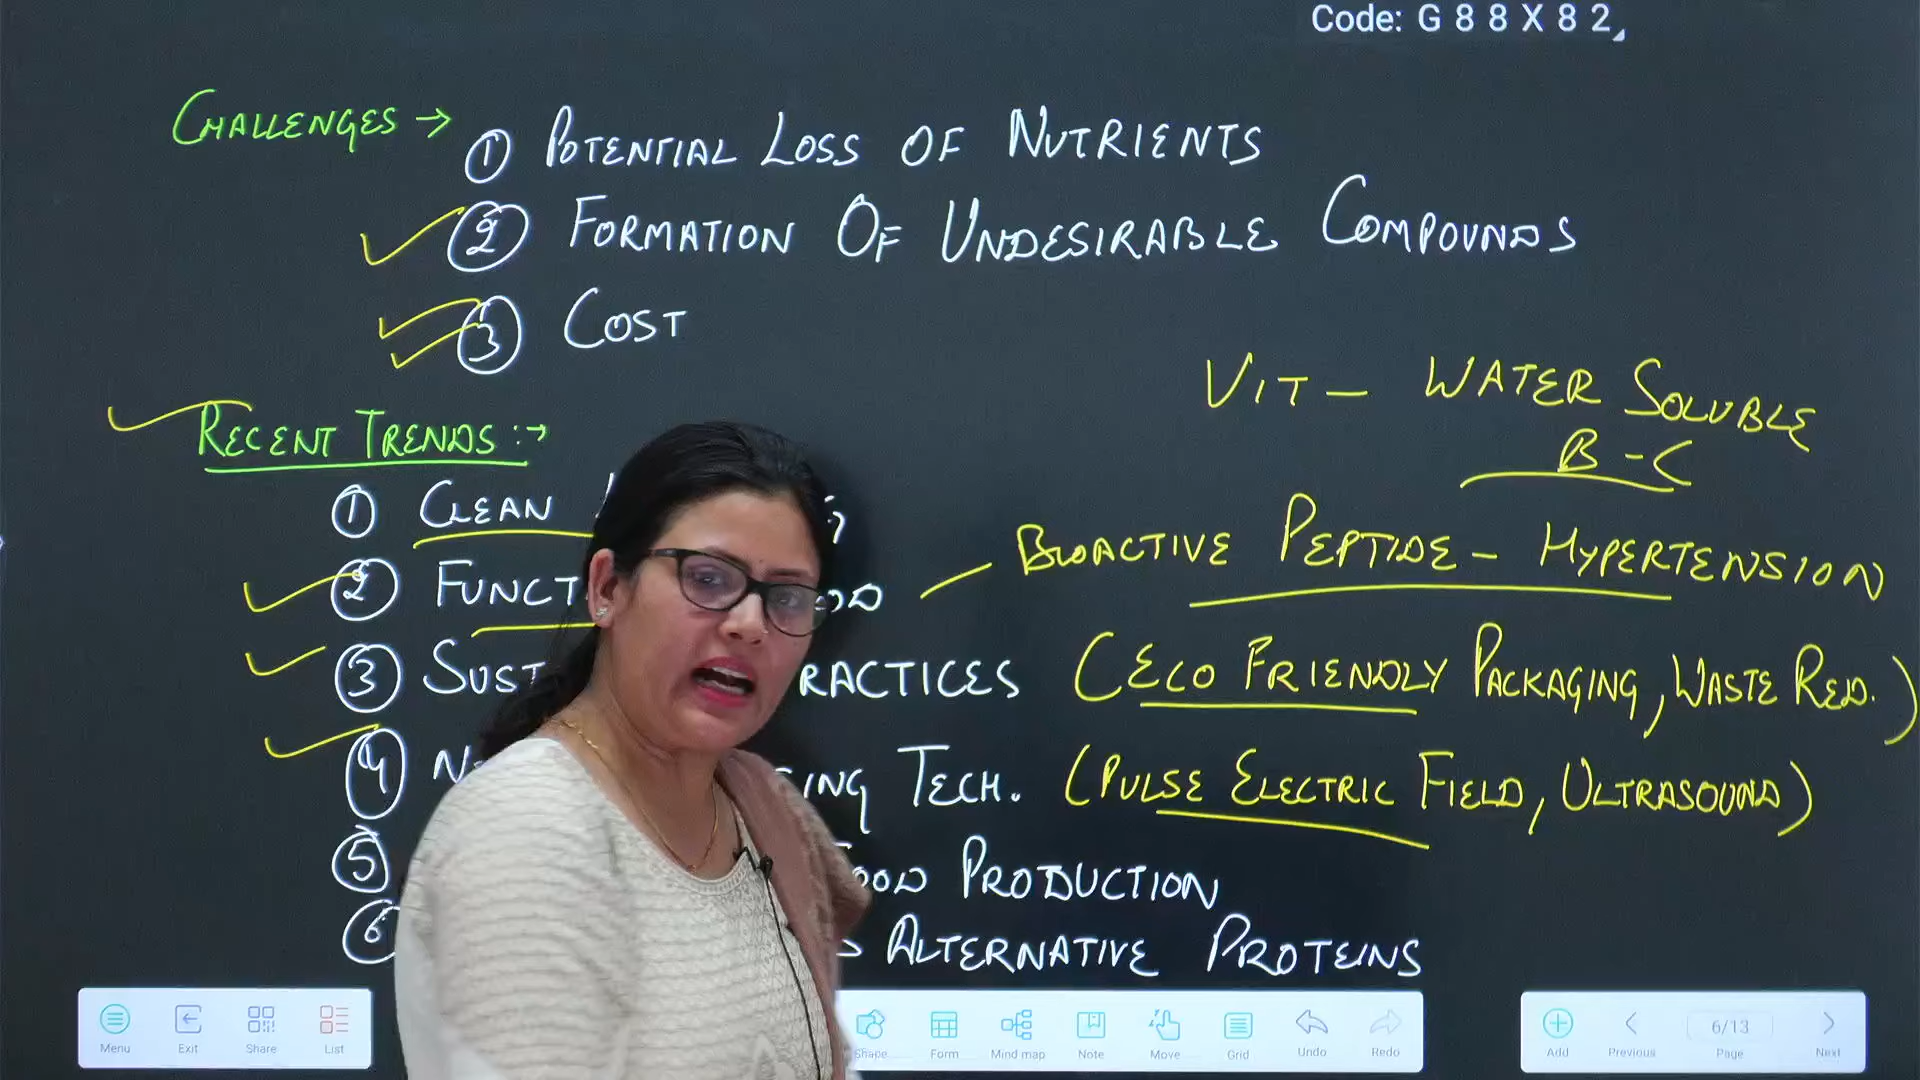 Code: G 8 8 X 8 2
CHALLENGES →
① POTENTIAL LOSS OF NUTRIENTS
② FORMATION OF UNDESIRABLE COMPOUNDS
③ COST
VIT – WATER SOLUBLE
B - C
RECENT TRENDS :→
① CLEAN
② FUNCT OD — BIOACTIVE PEPTIDE – HYPERTENSION
③ SUST RACTICES (ECO FRIENDLY PACKAGING, WASTE RED.)
④ N ING TECH. (PULSE ELECTRIC FIELD, ULTRASOUND)
⑤ OOD PRODUCTION
⑥ ALTERNATIVE PROTEINS
Menu Exit Share List Shape Form Mind map Note Move Grid Undo Redo Add Previous 6/13 Page Next